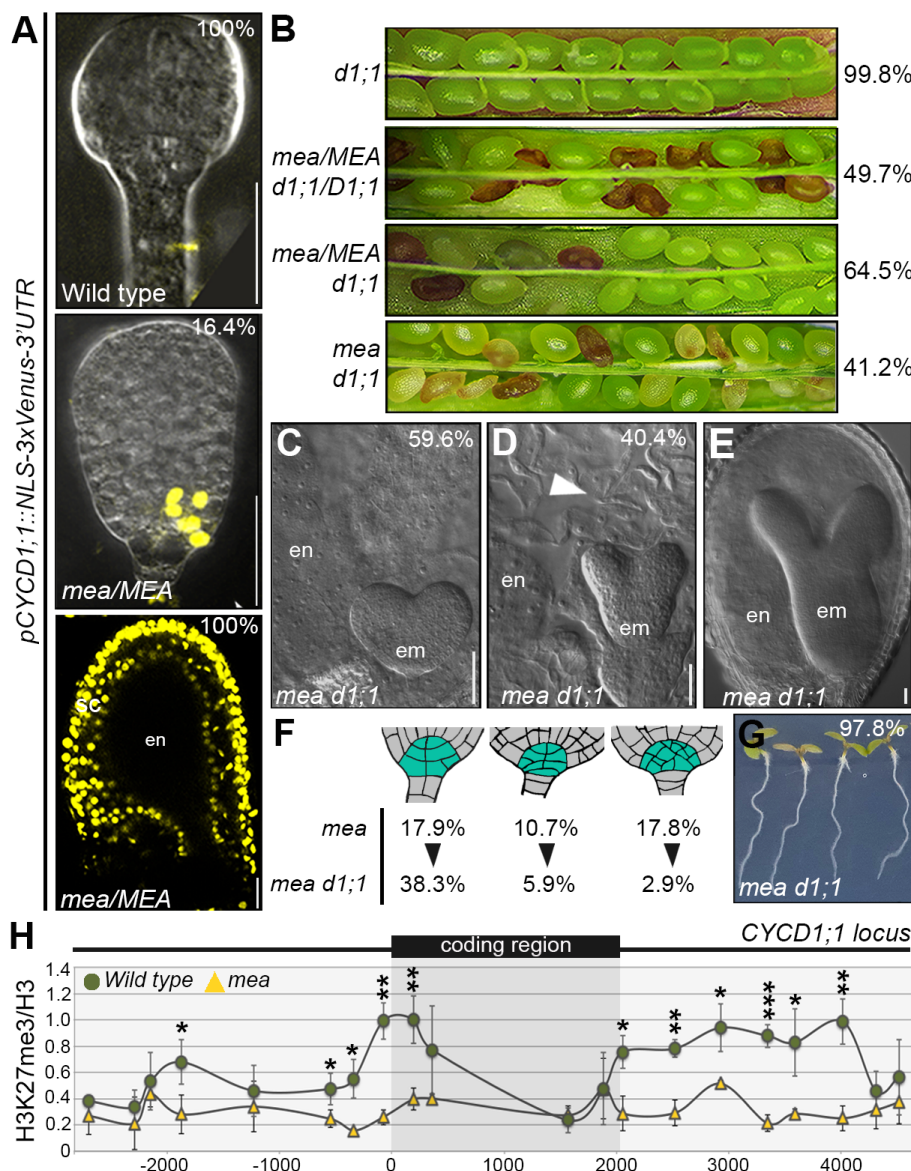 A
pCYCD1;1::NLS-3xVenus-3'UTR
100%
Wild type
16.4%
mea/MEA
100%
sc
en
mea/MEA
B
d1;1
99.8%
mea/MEA
d1;1/D1;1
49.7%
mea/MEA
d1;1
64.5%
mea
d1;1
41.2%
C
59.6%
en
em
mea d1;1
D
40.4%
en
em
mea d1;1
E
en
em
mea d1;1
F
mea
17.9% 10.7% 17.8%
mea d1;1
38.3% 5.9% 2.9%
G
97.8%
mea d1;1
H
coding region
CYCD1;1 locus
H3K27me3/H3
Wild type mea
1.4
1.2
1.0
0.8
0.6
0.4
0.2
0
* * * ** ** * ** * *** * **
-2000 -1000 0 1000 2000 3000 4000